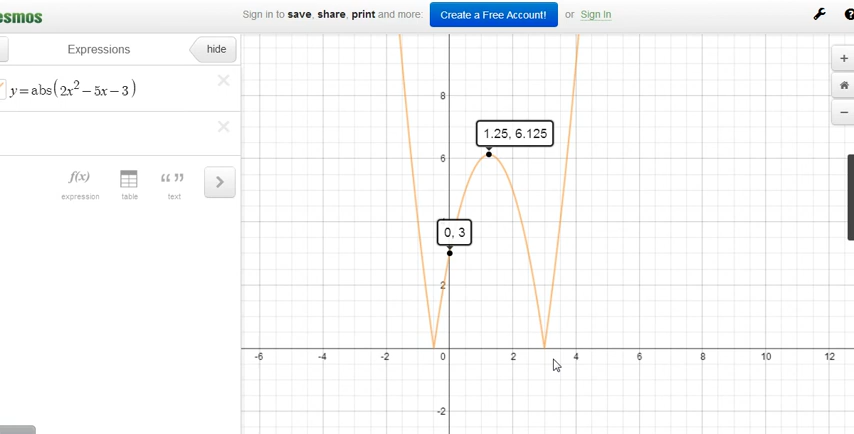 esmos
Sign in to save, share, print and more: Create a Free Account! or Sign In
Expressions hide
y=abs(2x²−5x−3)
f(x)
expression
table
“ ”
text
1.25, 6.125
0, 3
8
6
4
2
-6 -4 -2 0 2 4 6 8 10 12
-2